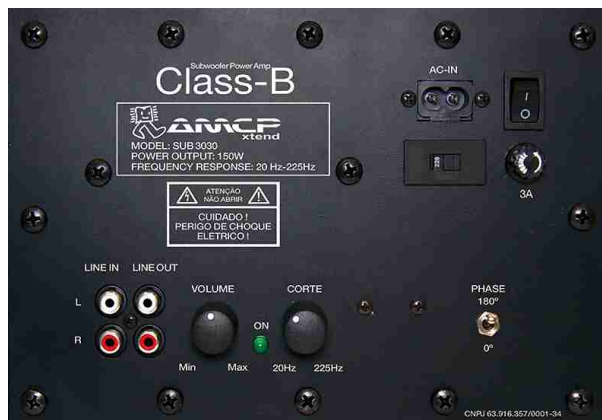 Subwoofer Power Amp
Class-B
AMCP
xtend
MODEL: SUB 3030
POWER OUTPUT: 150W
FREQUENCY RESPONSE: 20 Hz-225Hz
ATENÇÃO
NÃO ABRIR
CUIDADO !
PERIGO DE CHOQUE
ELETRICO !
AC-IN
I
O
228
3A
LINE IN LINE OUT
L
R
VOLUME
Min Max
ON
CORTE
20Hz 225Hz
PHASE
180º
0º
CNPJ 63.916.357/0001-34